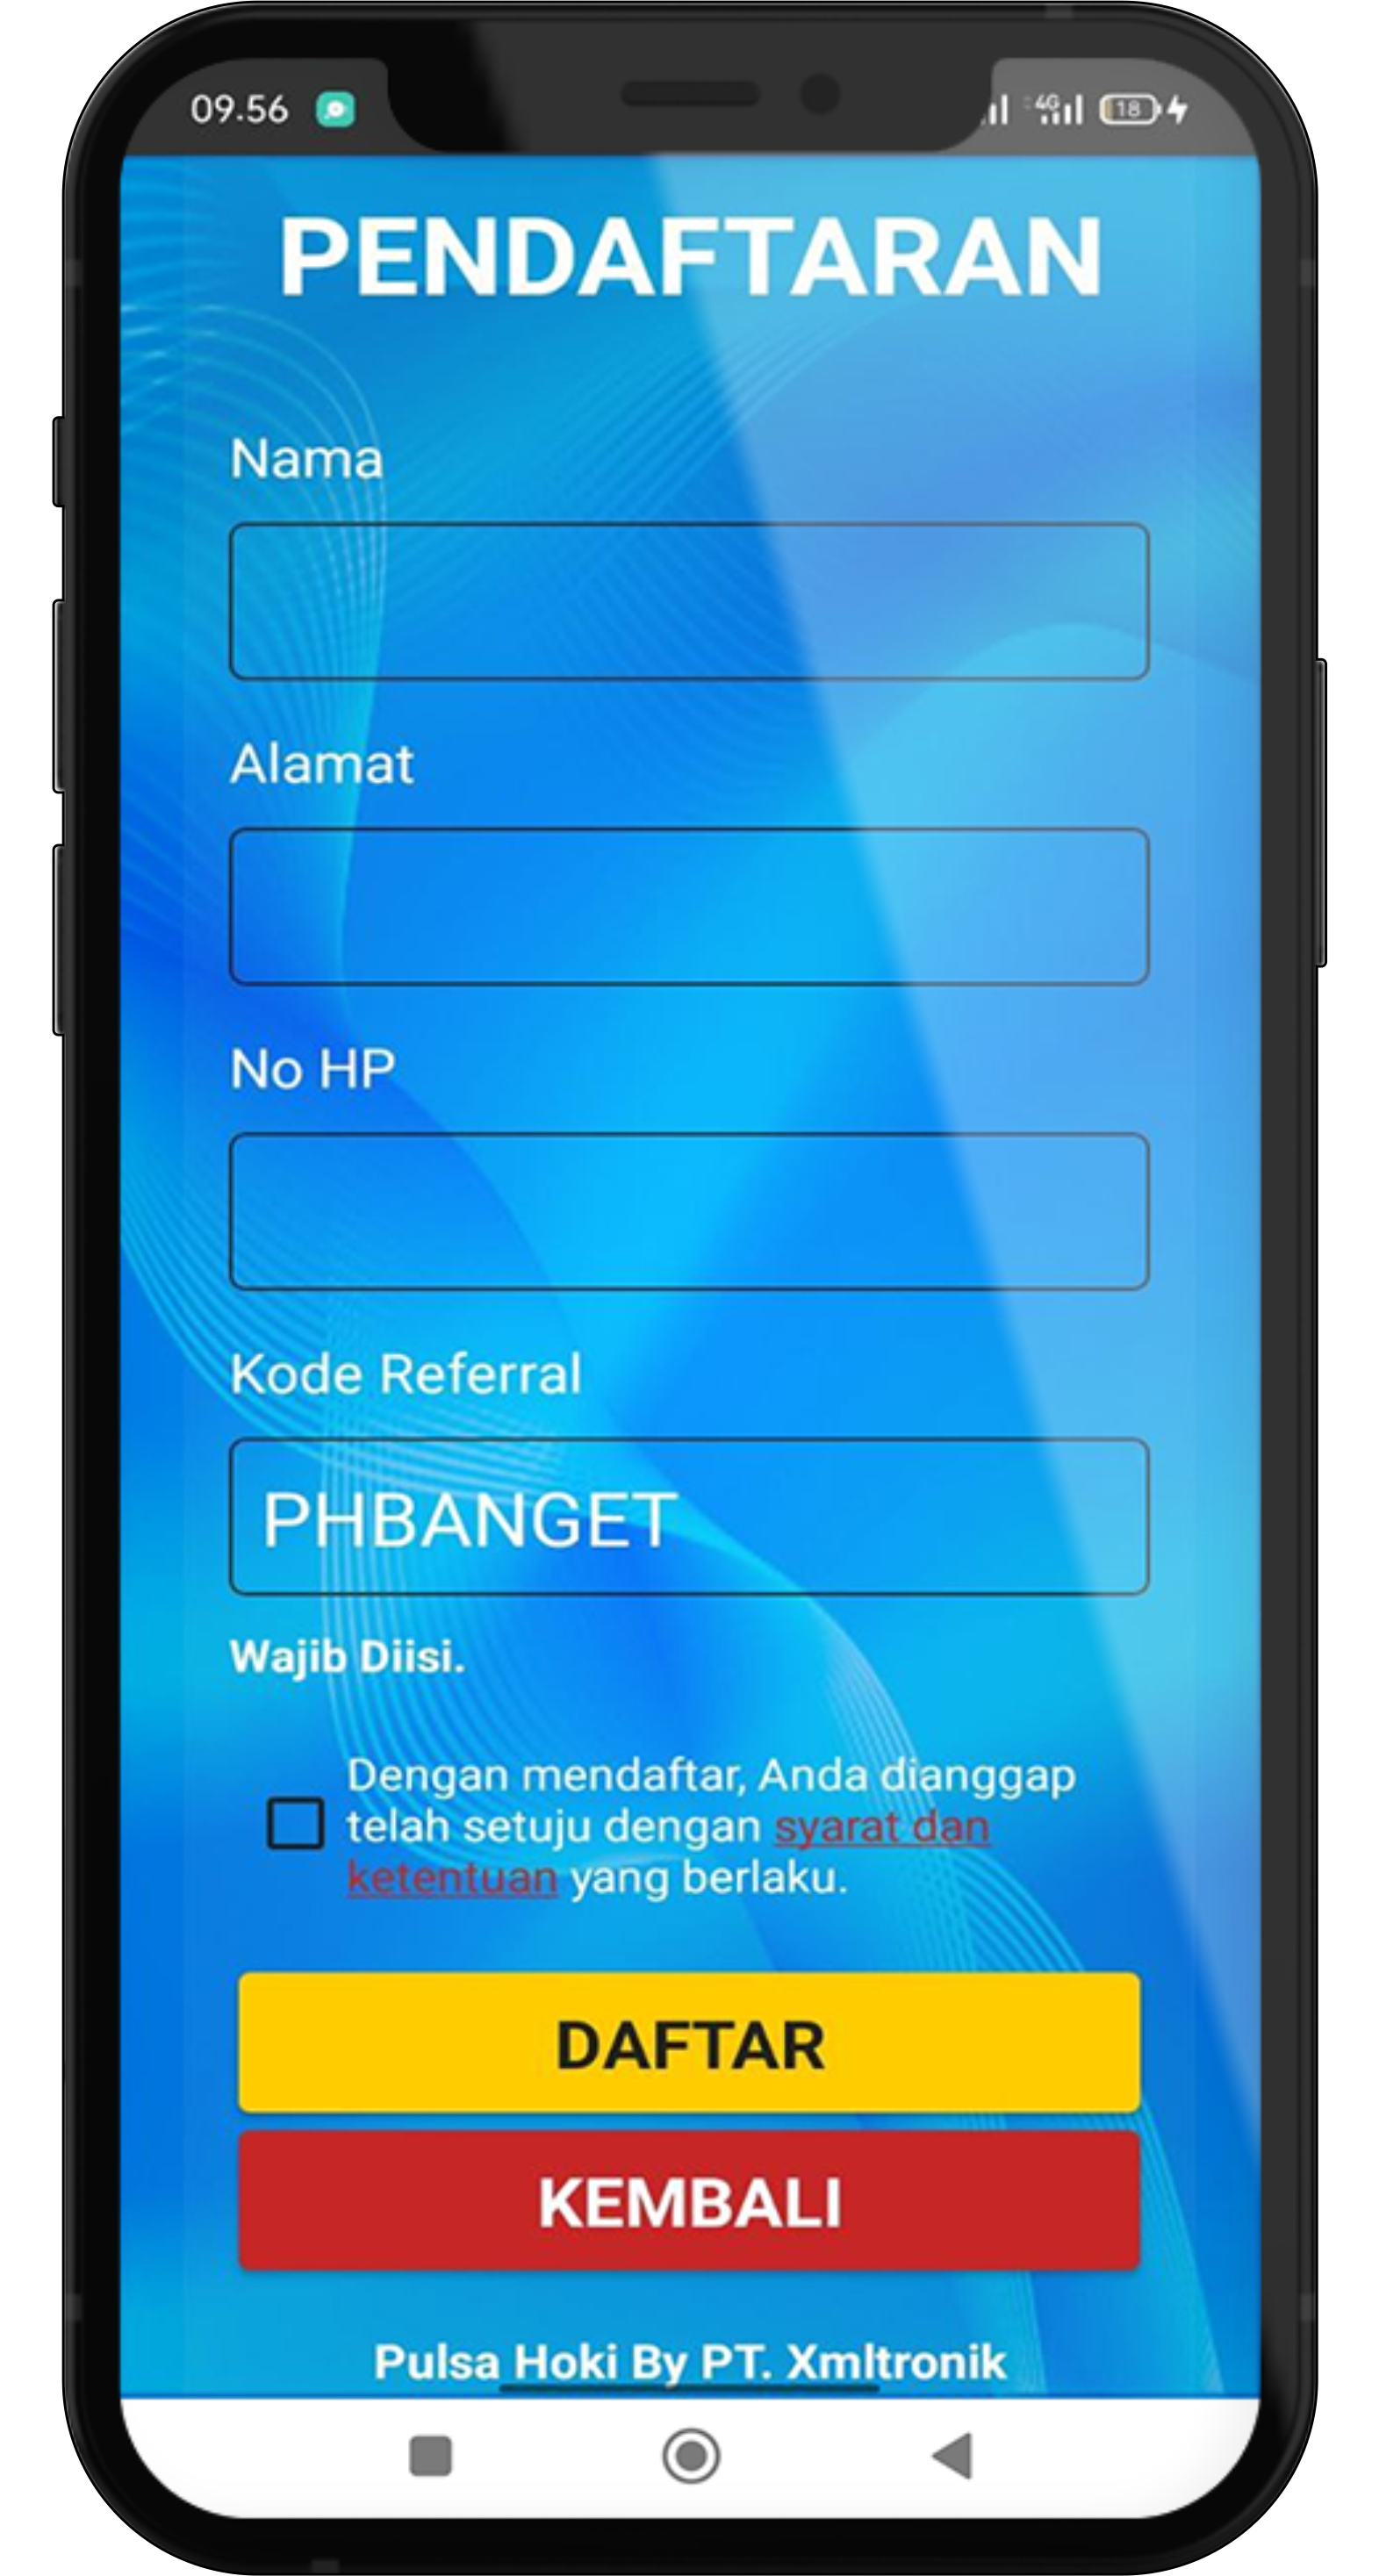 09.56 4G 18
PENDAFTARAN
Nama
Alamat
No HP
Kode Referral
PHBANGET
Wajib Diisi.
Dengan mendaftar, Anda dianggap
telah setuju dengan syarat dan
ketentuan yang berlaku.
DAFTAR
KEMBALI
Pulsa Hoki By PT. Xmltronik